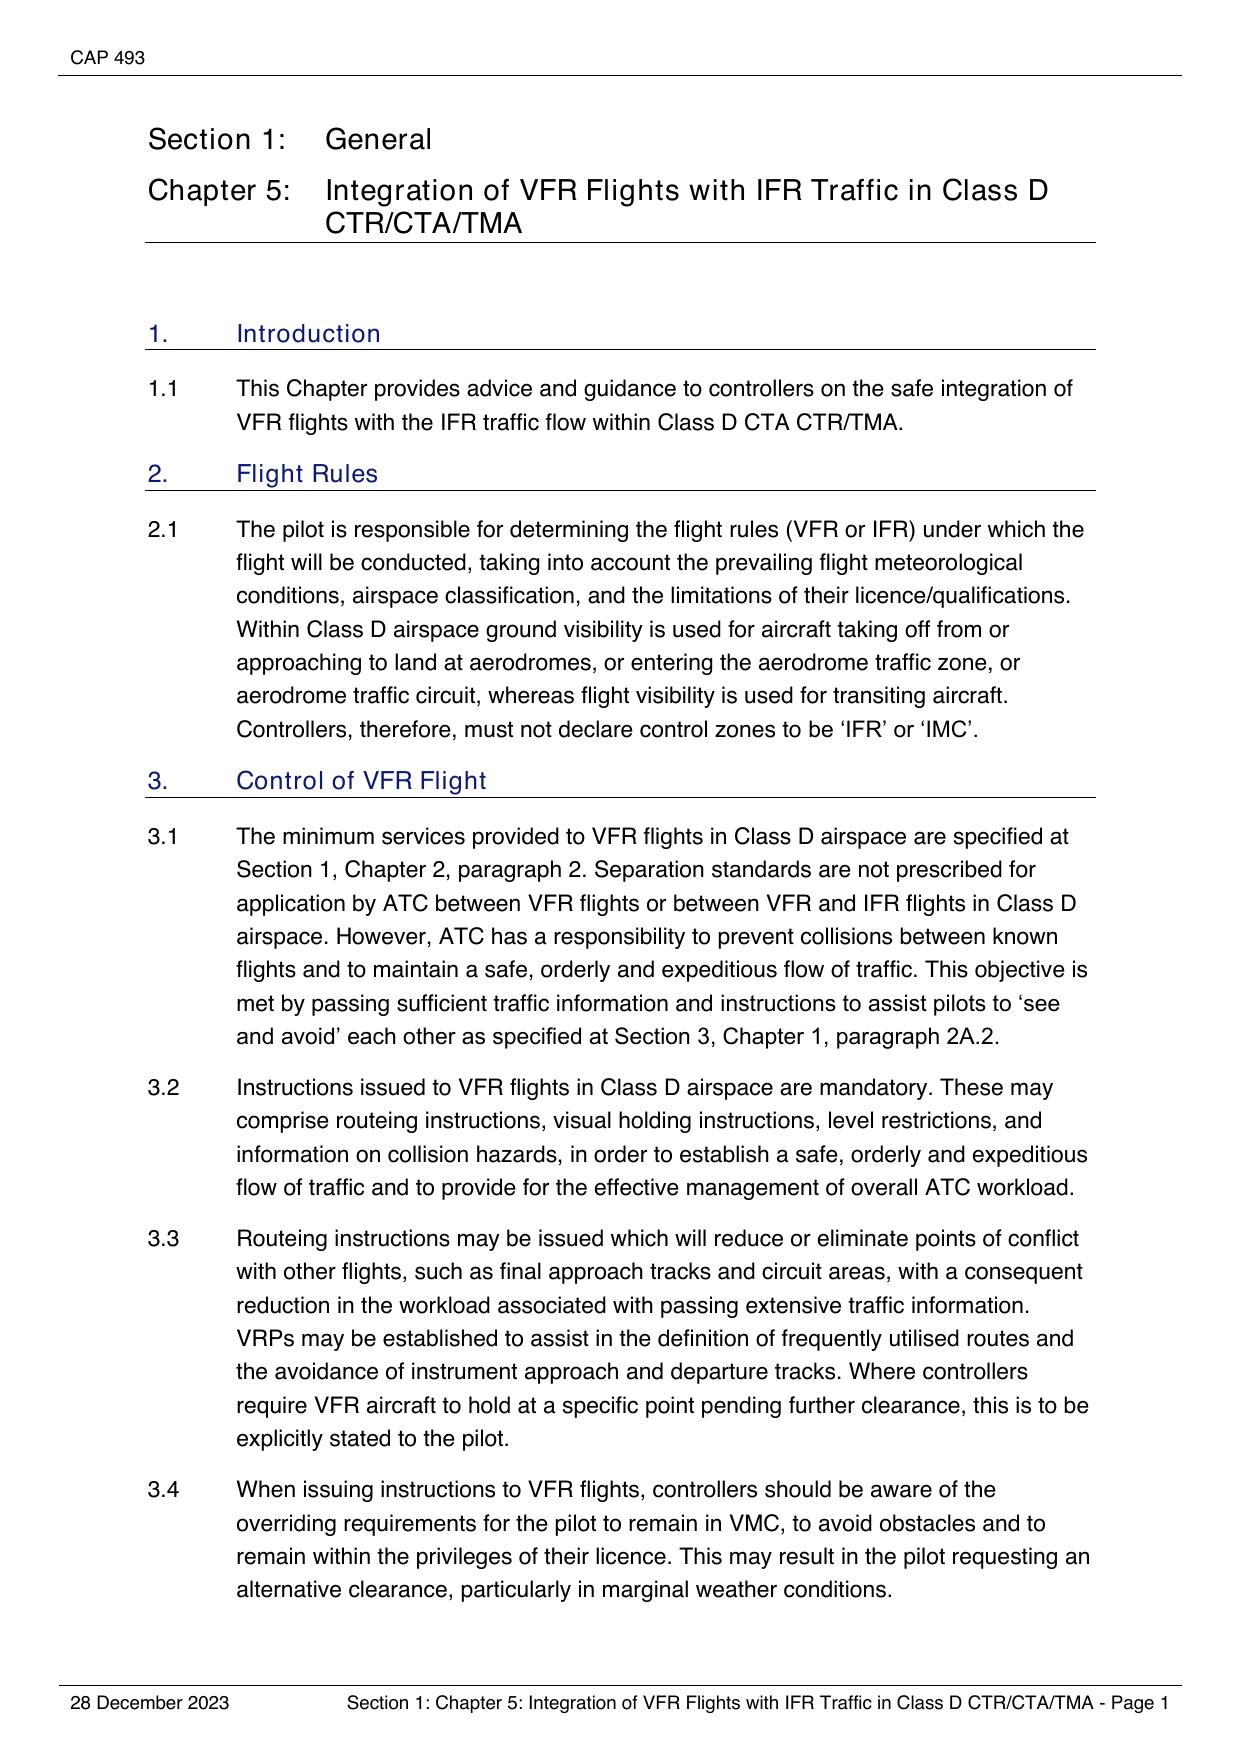 CAP 493
Section 1: General
Chapter 5: Integration of VFR Flights with IFR Traffic in Class D
CTR/CTA/TMA
1. Introduction
1.1 This Chapter provides advice and guidance to controllers on the safe integration of
VFR flights with the IFR traffic flow within Class D CTA CTR/TMA.
2. Flight Rules
2.1 The pilot is responsible for determining the flight rules (VFR or IFR) under which the
flight will be conducted, taking into account the prevailing flight meteorological
conditions, airspace classification, and the limitations of their licence/qualifications.
Within Class D airspace ground visibility is used for aircraft taking off from or
approaching to land at aerodromes, or entering the aerodrome traffic zone, or
aerodrome traffic circuit, whereas flight visibility is used for transiting aircraft.
Controllers, therefore, must not declare control zones to be ‘IFR’ or ‘IMC’.
3. Control of VFR Flight
3.1 The minimum services provided to VFR flights in Class D airspace are specified at
Section 1, Chapter 2, paragraph 2. Separation standards are not prescribed for
application by ATC between VFR flights or between VFR and IFR flights in Class D
airspace. However, ATC has a responsibility to prevent collisions between known
flights and to maintain a safe, orderly and expeditious flow of traffic. This objective is
met by passing sufficient traffic information and instructions to assist pilots to ‘see
and avoid’ each other as specified at Section 3, Chapter 1, paragraph 2A.2.
3.2 Instructions issued to VFR flights in Class D airspace are mandatory. These may
comprise routeing instructions, visual holding instructions, level restrictions, and
information on collision hazards, in order to establish a safe, orderly and expeditious
flow of traffic and to provide for the effective management of overall ATC workload.
3.3 Routeing instructions may be issued which will reduce or eliminate points of conflict
with other flights, such as final approach tracks and circuit areas, with a consequent
reduction in the workload associated with passing extensive traffic information.
VRPs may be established to assist in the definition of frequently utilised routes and
the avoidance of instrument approach and departure tracks. Where controllers
require VFR aircraft to hold at a specific point pending further clearance, this is to be
explicitly stated to the pilot.
3.4 When issuing instructions to VFR flights, controllers should be aware of the
overriding requirements for the pilot to remain in VMC, to avoid obstacles and to
remain within the privileges of their licence. This may result in the pilot requesting an
alternative clearance, particularly in marginal weather conditions.
28 December 2023 Section 1: Chapter 5: Integration of VFR Flights with IFR Traffic in Class D CTR/CTA/TMA - Page 1